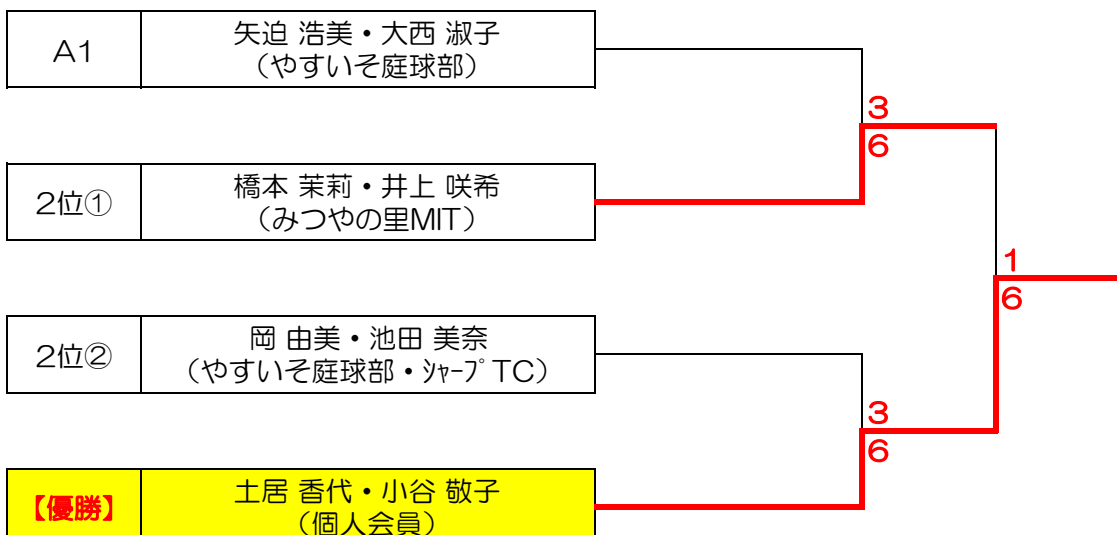 A1
矢迫 浩美・大西 淑子
（やすいそ庭球部）
3
6
2位①
橋本 茉莉・井上 咲希
（みつやの里MIT）
1
6
2位②
岡 由美・池田 美奈
（やすいそ庭球部・ｼｬｰﾌﾟTC）
3
6
【優勝】
土居 香代・小谷 敬子
（個人会員）